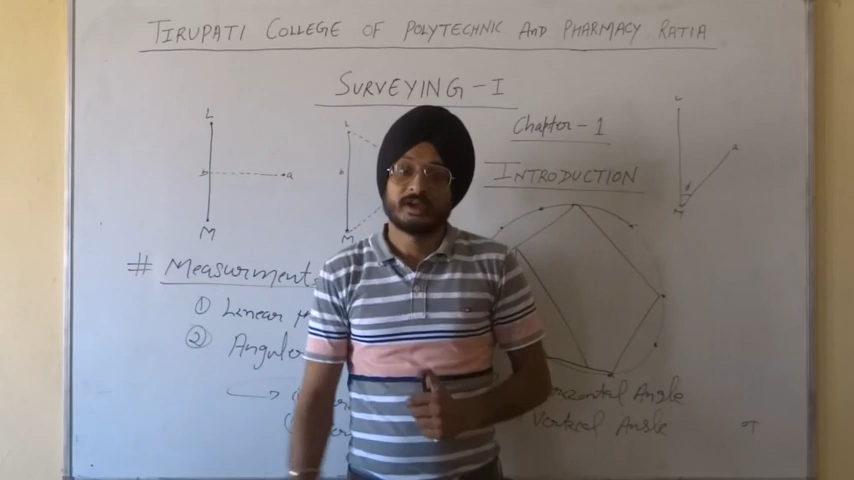 TIRUPATI COLLEGE OF POLYTECHNIC AND PHARMACY RATIA
SURVEYING-I
Chapter-1
INTRODUCTION
L
D
a
M
L
M
M
# Measurments
① Linear
② Angular
Horizontal Angle
Vertical Angle